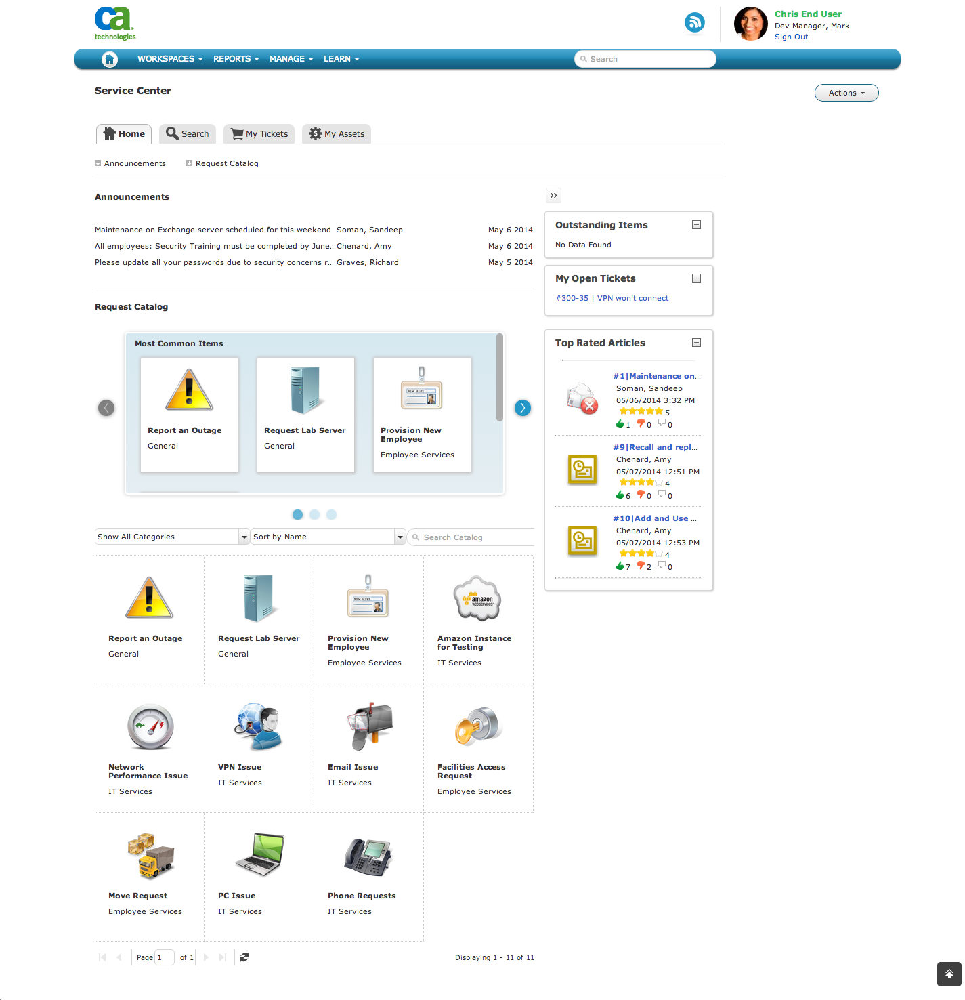 ca
technologies
Chris End User
Dev Manager, Mark
Sign Out
WORKSPACES REPORTS MANAGE LEARN Search
Service Center
Actions
Home Search My Tickets My Assets
Announcements Request Catalog
Announcements
Maintenance on Exchange server scheduled for this weekend Soman, Sandeep May 6 2014
All employees: Security Training must be completed by June... Chenard, Amy May 6 2014
Please update all your passwords due to security concerns r... Graves, Richard May 5 2014
Request Catalog
Most Common Items
NEW HIRE
Report an Outage
General
Request Lab Server
General
Provision New
Employee
Employee Services
Show All Categories Sort by Name Search Catalog
Report an Outage
General
Request Lab Server
General
NEW HIRE
Provision New
Employee
Employee Services
amazon
webservices™
Amazon Instance
for Testing
IT Services
Network
Performance Issue
IT Services
VPN Issue
IT Services
Email Issue
IT Services
Facilities Access
Request
Employee Services
Move Request
Employee Services
PC Issue
IT Services
Phone Requests
IT Services
Page 1 of 1
Displaying 1 - 11 of 11
Outstanding Items
No Data Found
My Open Tickets
#300-35 | VPN won't connect
Top Rated Articles
#1|Maintenance on...
Soman, Sandeep
05/06/2014 3:32 PM
5
1 0 0
#9|Recall and repl...
Chenard, Amy
05/07/2014 12:51 PM
4
6 0 0
#10|Add and Use ...
Chenard, Amy
05/07/2014 12:53 PM
4
7 2 0